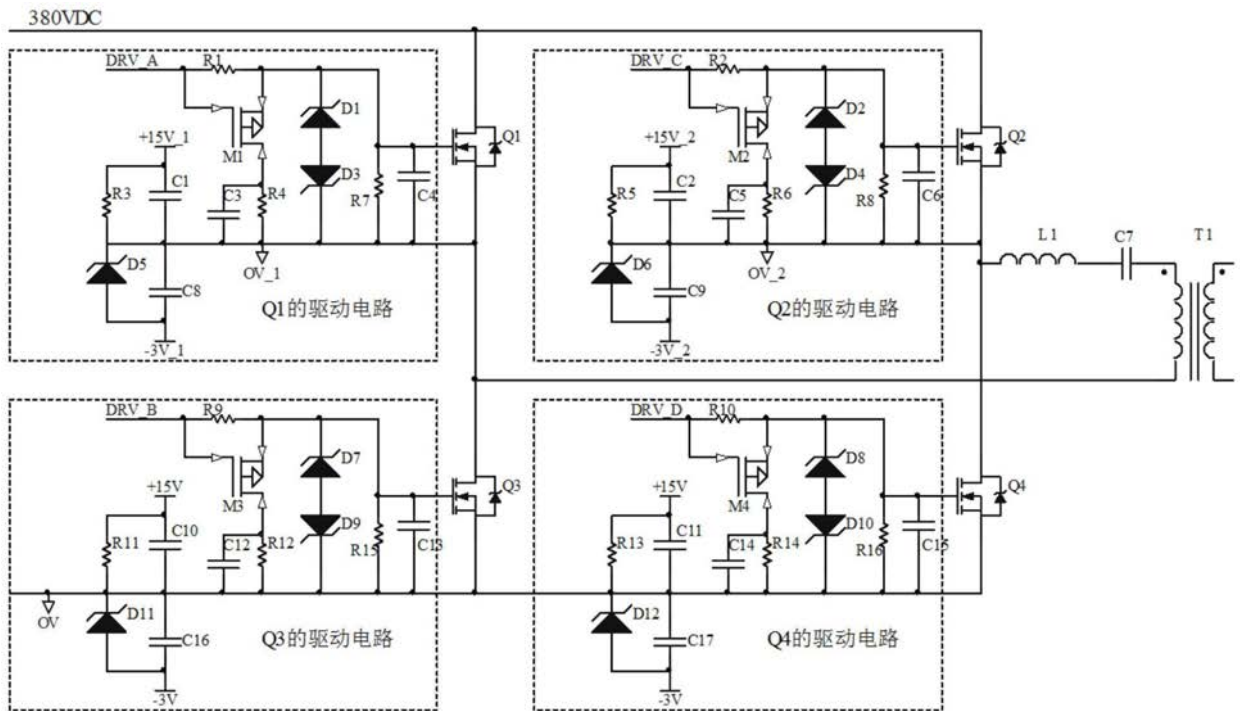 380VDC
DRV_A
R1
D1
Q1
+15V_1
M1
D3
R3
C1
C3
R4
R7
C4
D5
OV_1
C8
Q1的驱动电路
-3V_1
DRV_C
R2
D2
Q2
+15V_2
M2
D4
R5
C2
C5
R6
R8
C6
D6
OV_2
C9
Q2的驱动电路
-3V_2
L1
C7
T1
DRV_B
R9
D7
Q3
+15V
M3
D9
R11
C10
C12
R12
R15
C13
OV
D11
C16
Q3的驱动电路
-3V
DRV_D
R10
D8
Q4
+15V
M4
D10
R13
C11
C14
R14
R16
C15
D12
C17
Q4的驱动电路
-3V